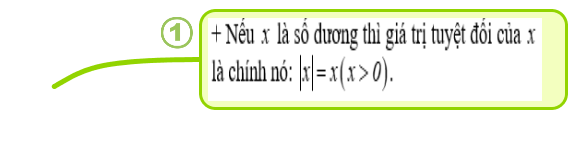 1
+ Nếu x là số dương thì giá trị tuyệt đối của x
là chính nó: |x| = x(x > 0).